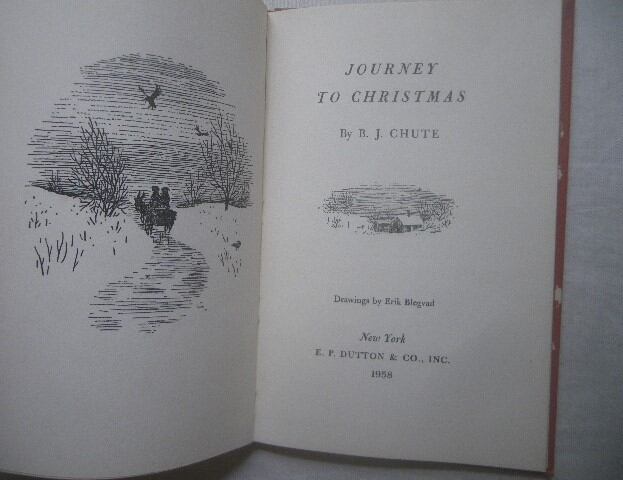 JOURNEY
TO CHRISTMAS
By B. J. CHUTE
Drawings by Erik Blegvad
New York
E. P. DUTTON & CO., INC.
1958